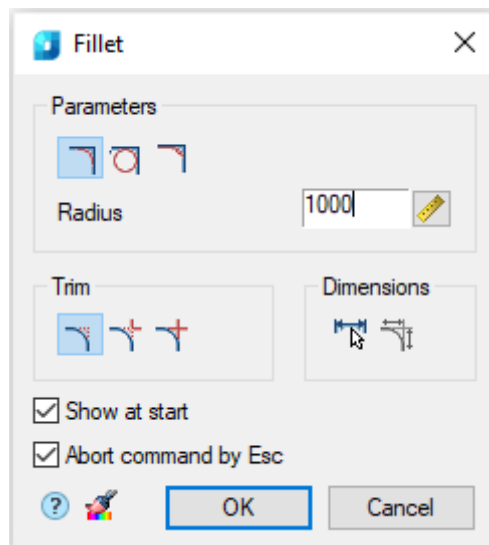 Fillet
Parameters
Radius 1000
Trim Dimensions
Show at start
Abort command by Esc
? OK Cancel